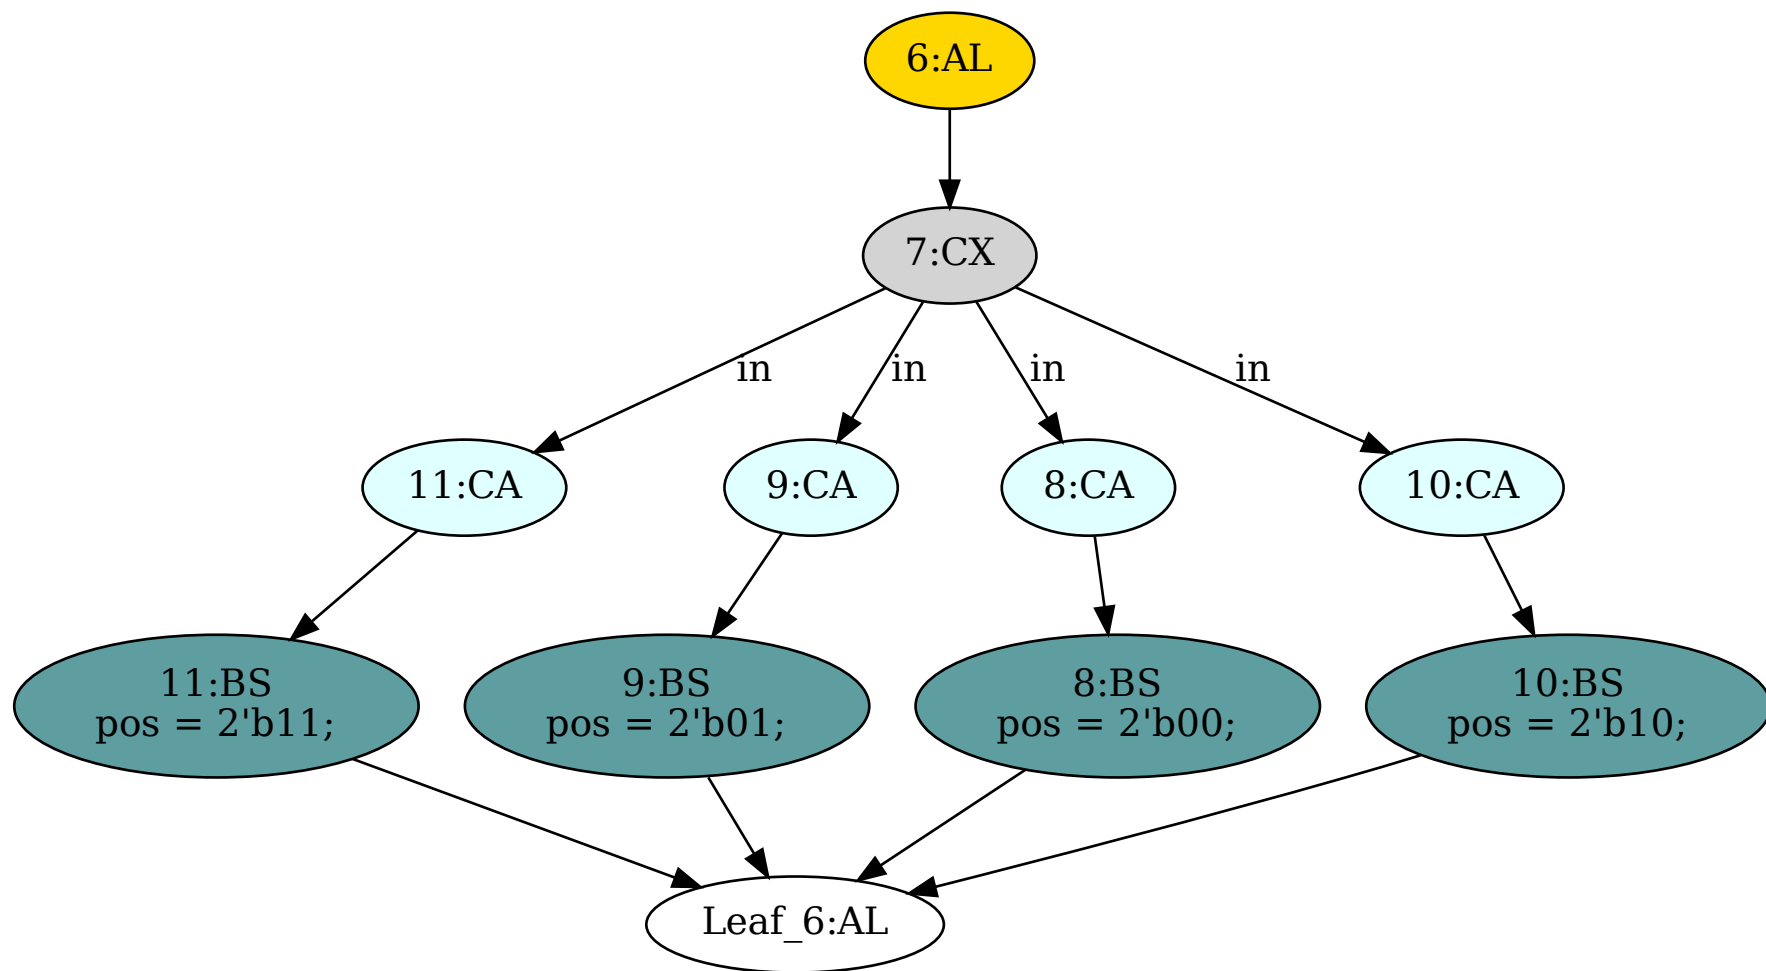 6:AL
7:CX
in
in
in
in
11:CA
9:CA
8:CA
10:CA
11:BS
pos = 2'b11;
9:BS
pos = 2'b01;
8:BS
pos = 2'b00;
10:BS
pos = 2'b10;
Leaf_6:AL